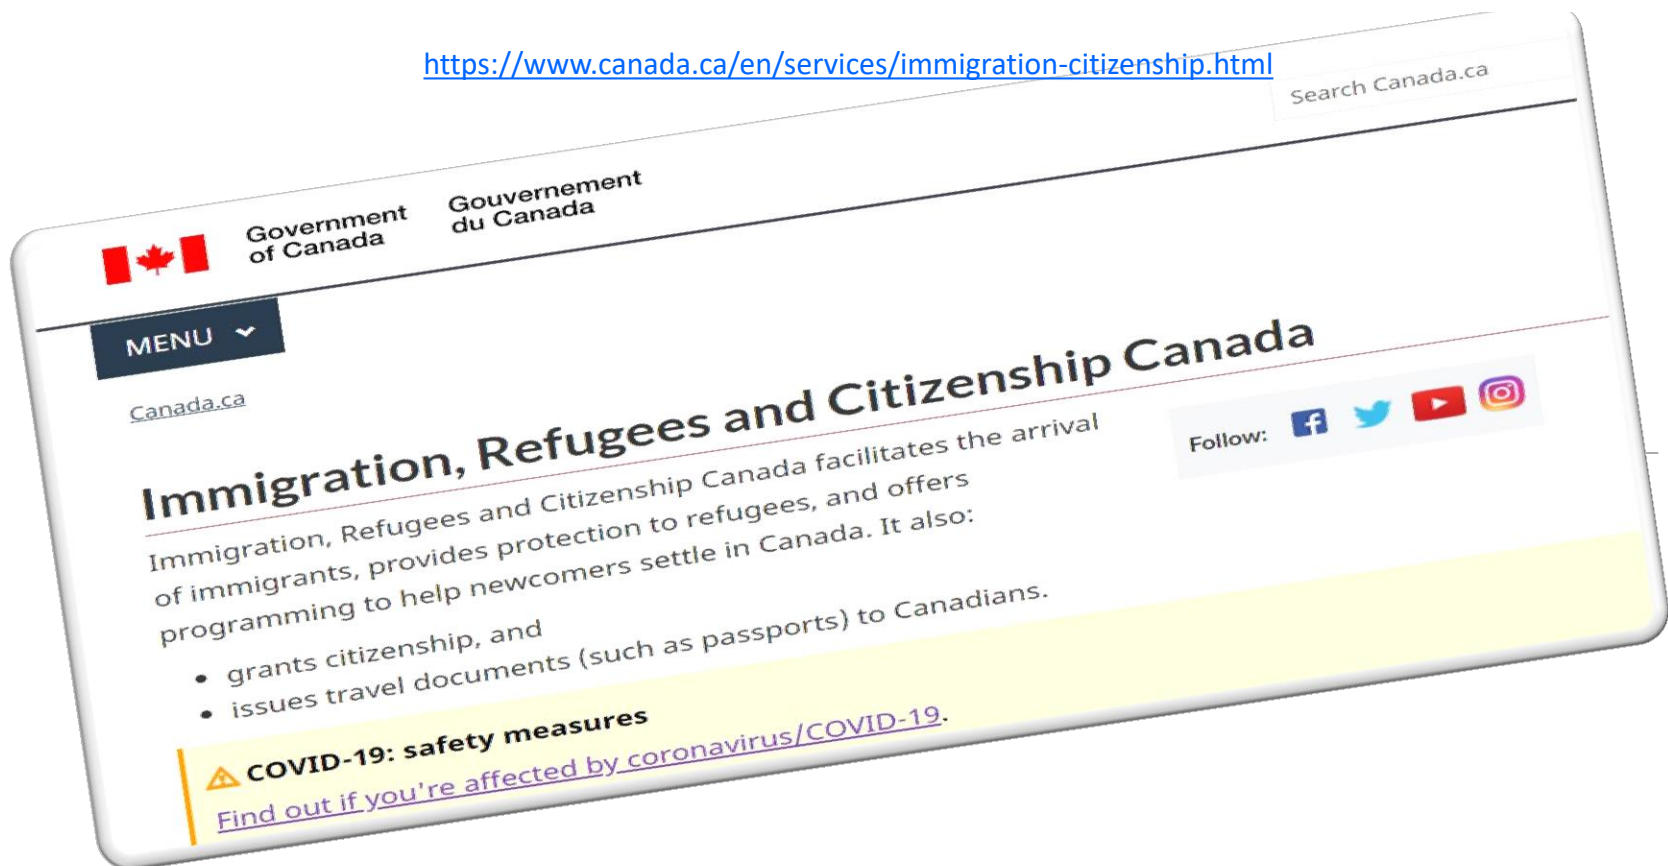 https://www.canada.ca/en/services/immigration-citizenship.html
Search Canada.ca
Government
of Canada
Gouvernement
du Canada
MENU
Canada.ca
Immigration, Refugees and Citizenship Canada
Immigration, Refugees and Citizenship Canada facilitates the arrival
of immigrants, provides protection to refugees, and offers
programming to help newcomers settle in Canada. It also:
Follow:
• grants citizenship, and
• issues travel documents (such as passports) to Canadians.
COVID-19: safety measures
Find out if you're affected by coronavirus/COVID-19.